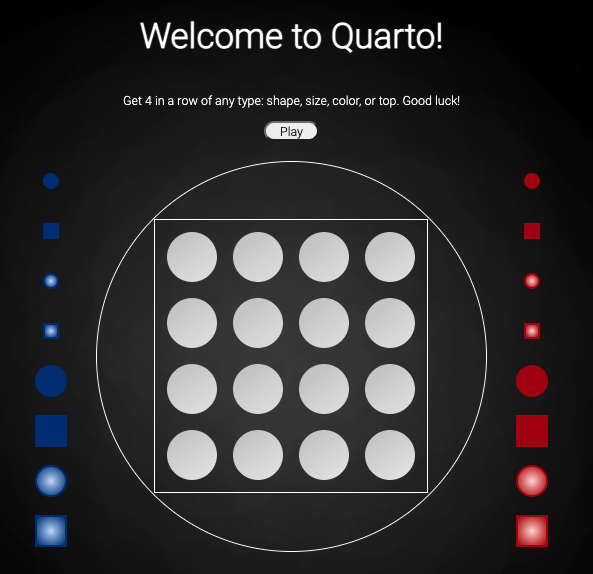 Welcome to Quarto!
Get 4 in a row of any type: shape, size, color, or top. Good luck!
Play